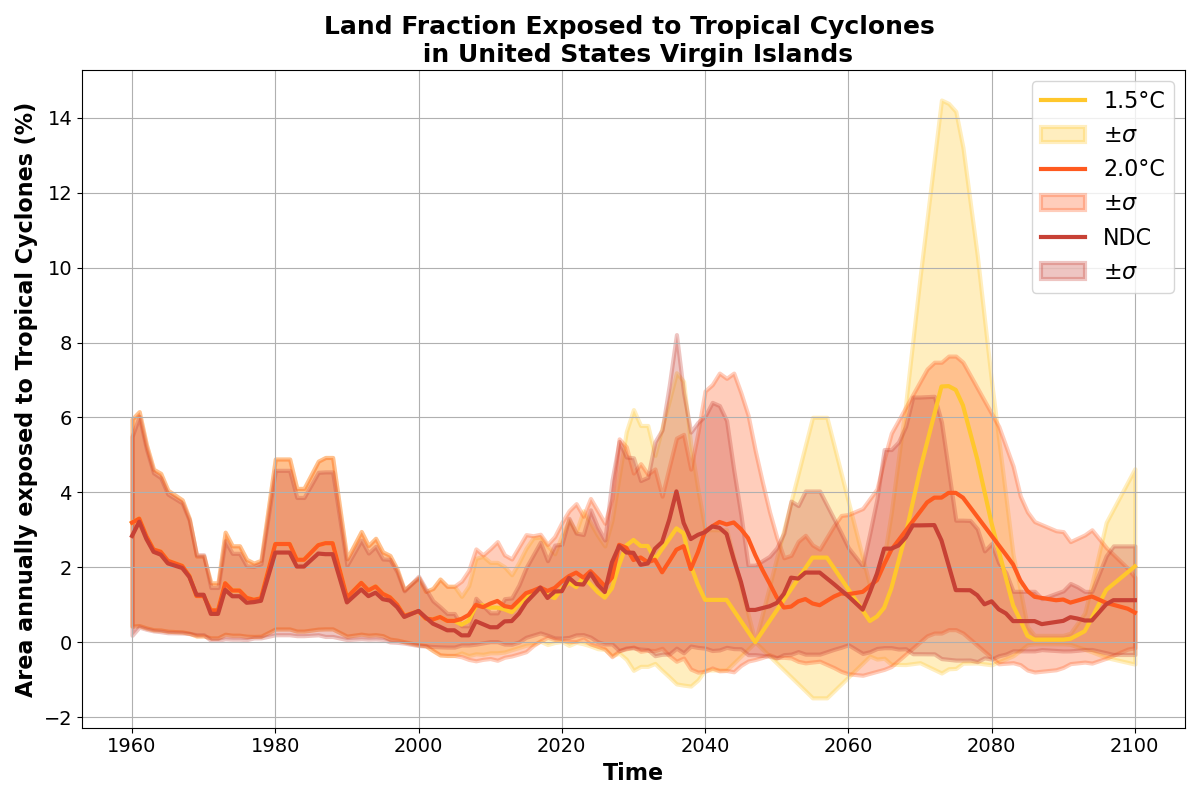 Land Fraction Exposed to Tropical Cyclones
in United States Virgin Islands
Area annually exposed to Tropical Cyclones (%)
14
12
10
8
6
4
2
0
−2
1960
1980
2000
2020
2040
2060
2080
2100
Time
1.5°C
±σ
2.0°C
±σ
NDC
±σ